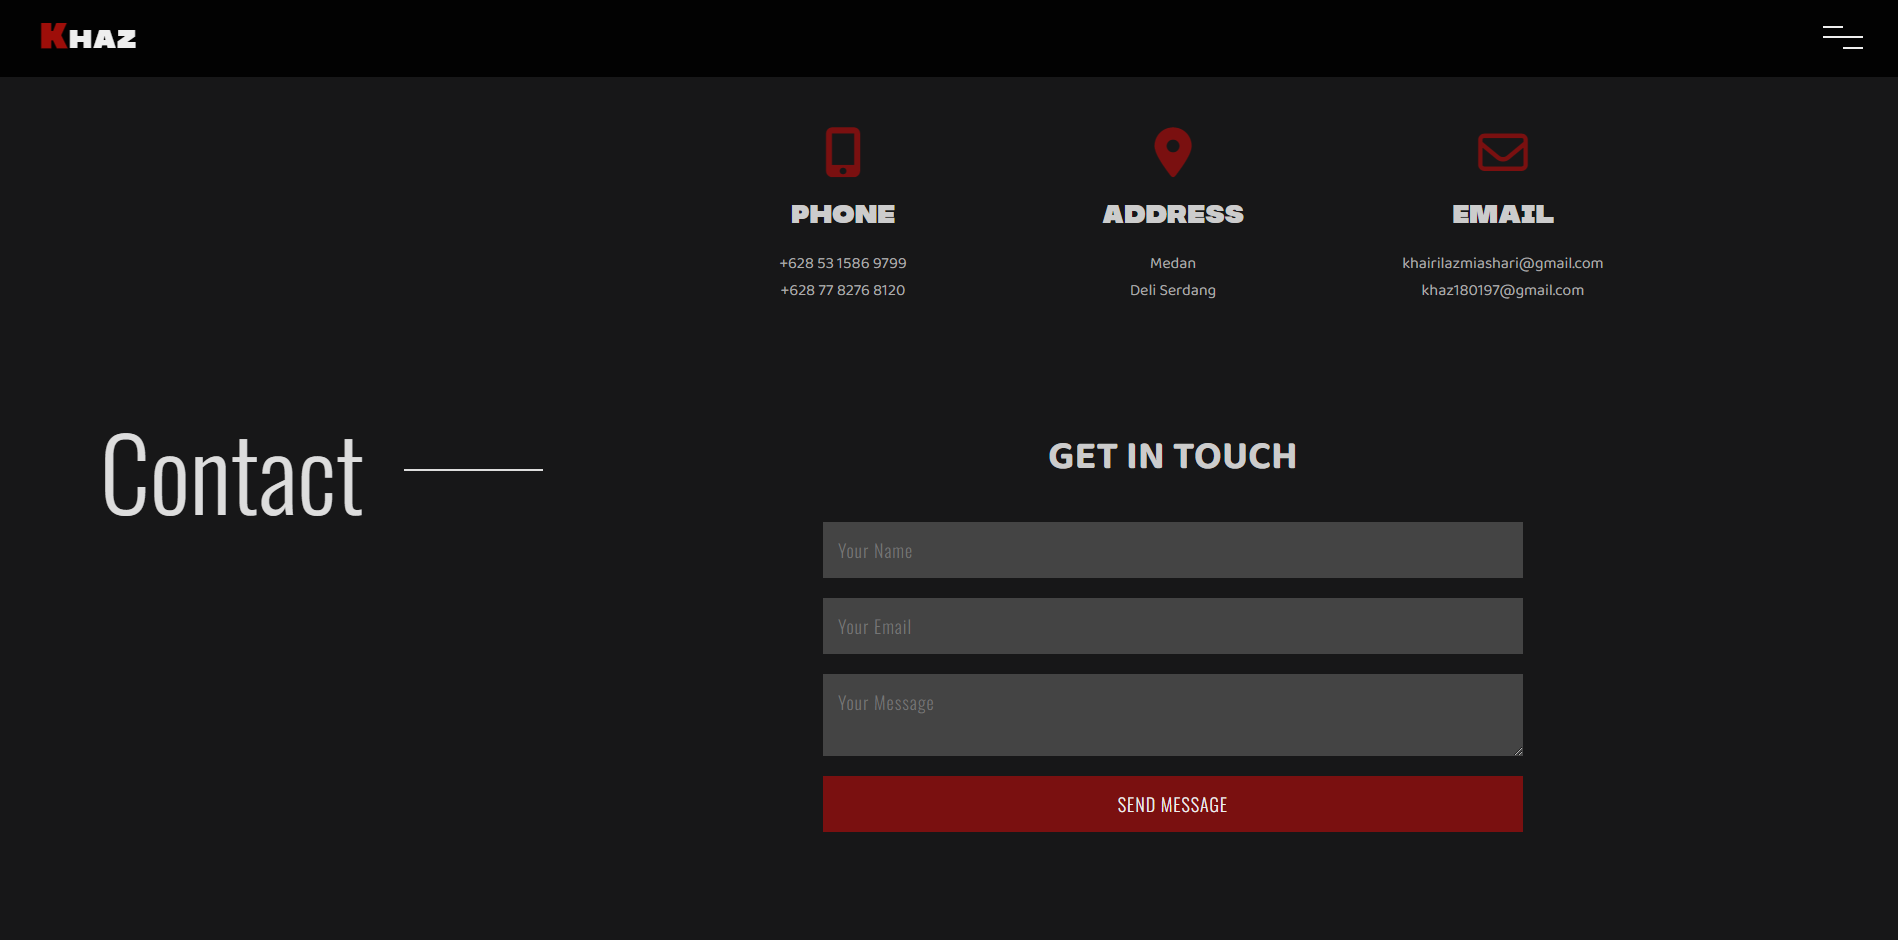 KHAZ
PHONE
+628 53 1586 9799
+628 77 8276 8120
ADDRESS
Medan
Deli Serdang
EMAIL
khairilazmiashari@gmail.com
khaz180197@gmail.com
Contact
GET IN TOUCH
Your Name
Your Email
Your Message
SEND MESSAGE